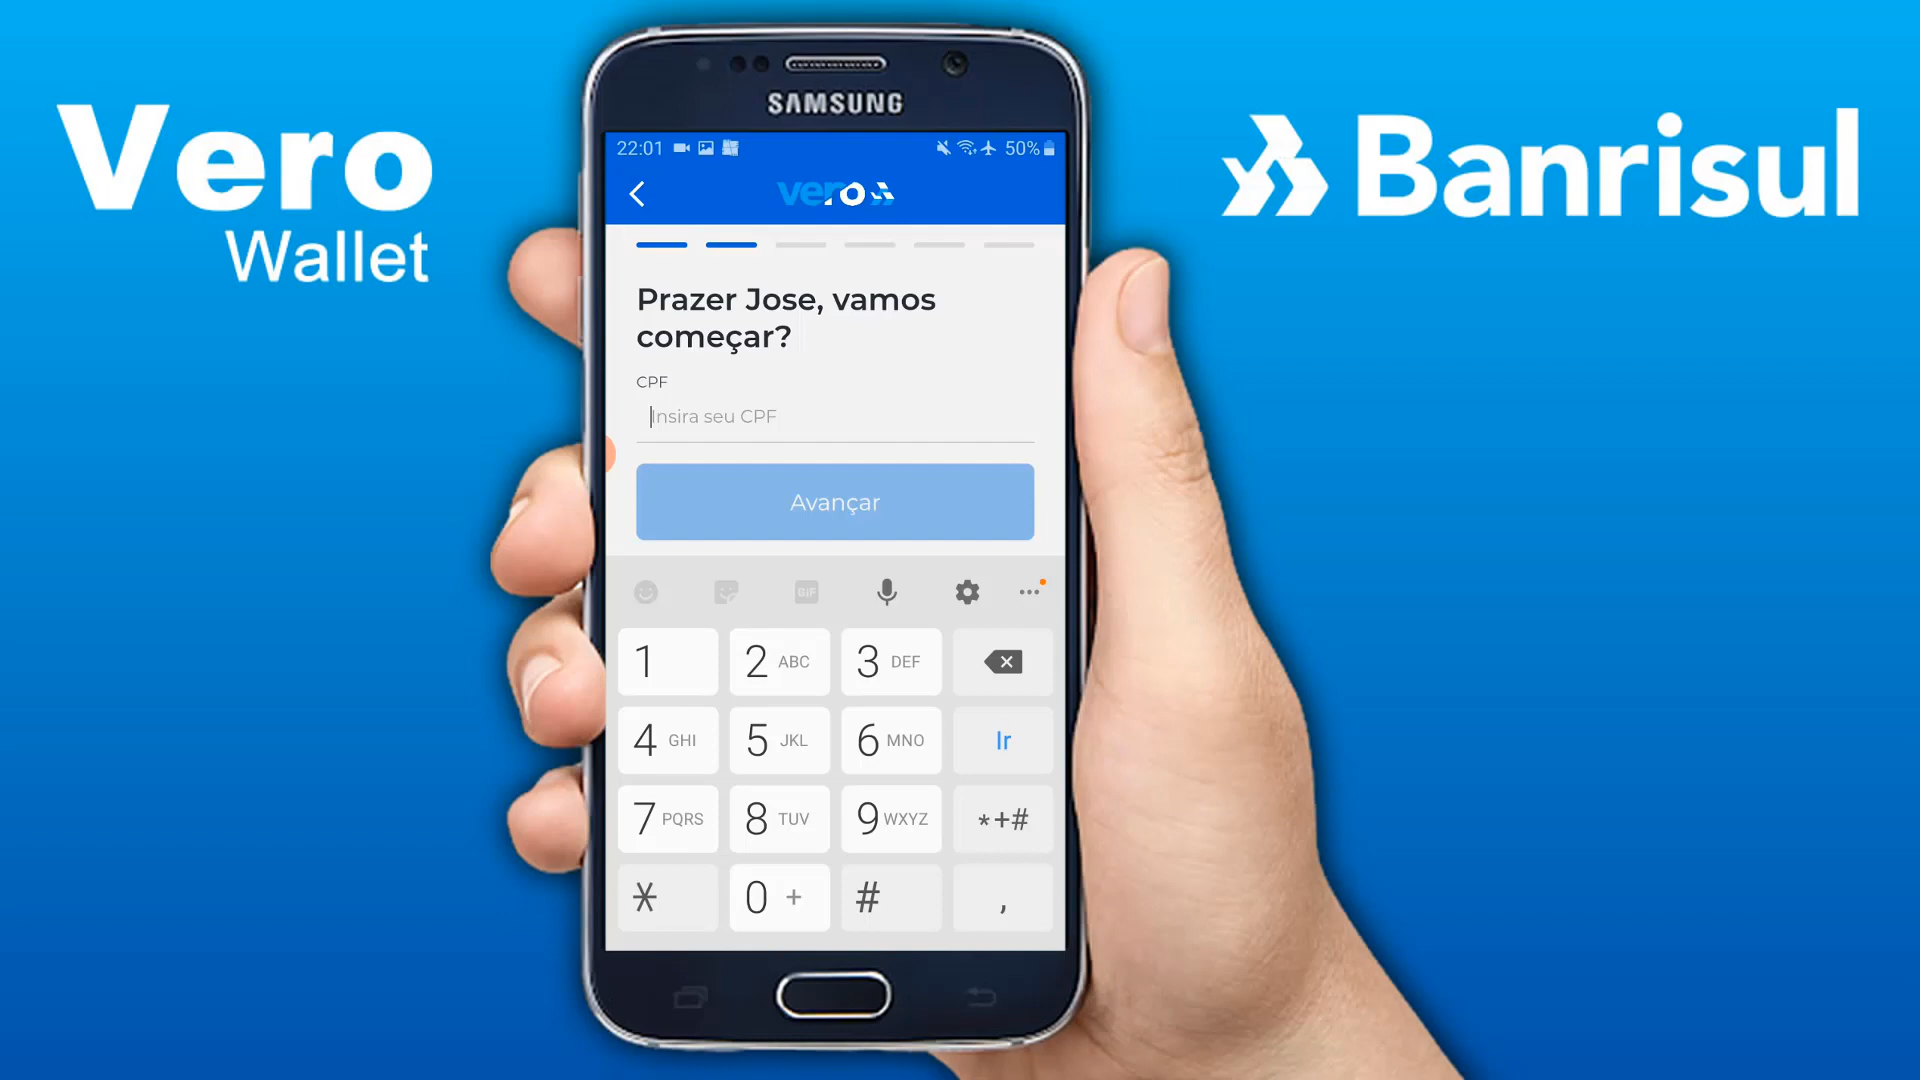 Vero
Wallet
Banrisul
SAMSUNG
22:01
50%
vero
Prazer Jose, vamos
começar?
CPF
Insira seu CPF
Avançar
GIF
1 2 ABC 3 DEF
4 GHI 5 JKL 6 MNO Ir
7 PQRS 8 TUV 9 WXYZ *+#
* 0 + # ,